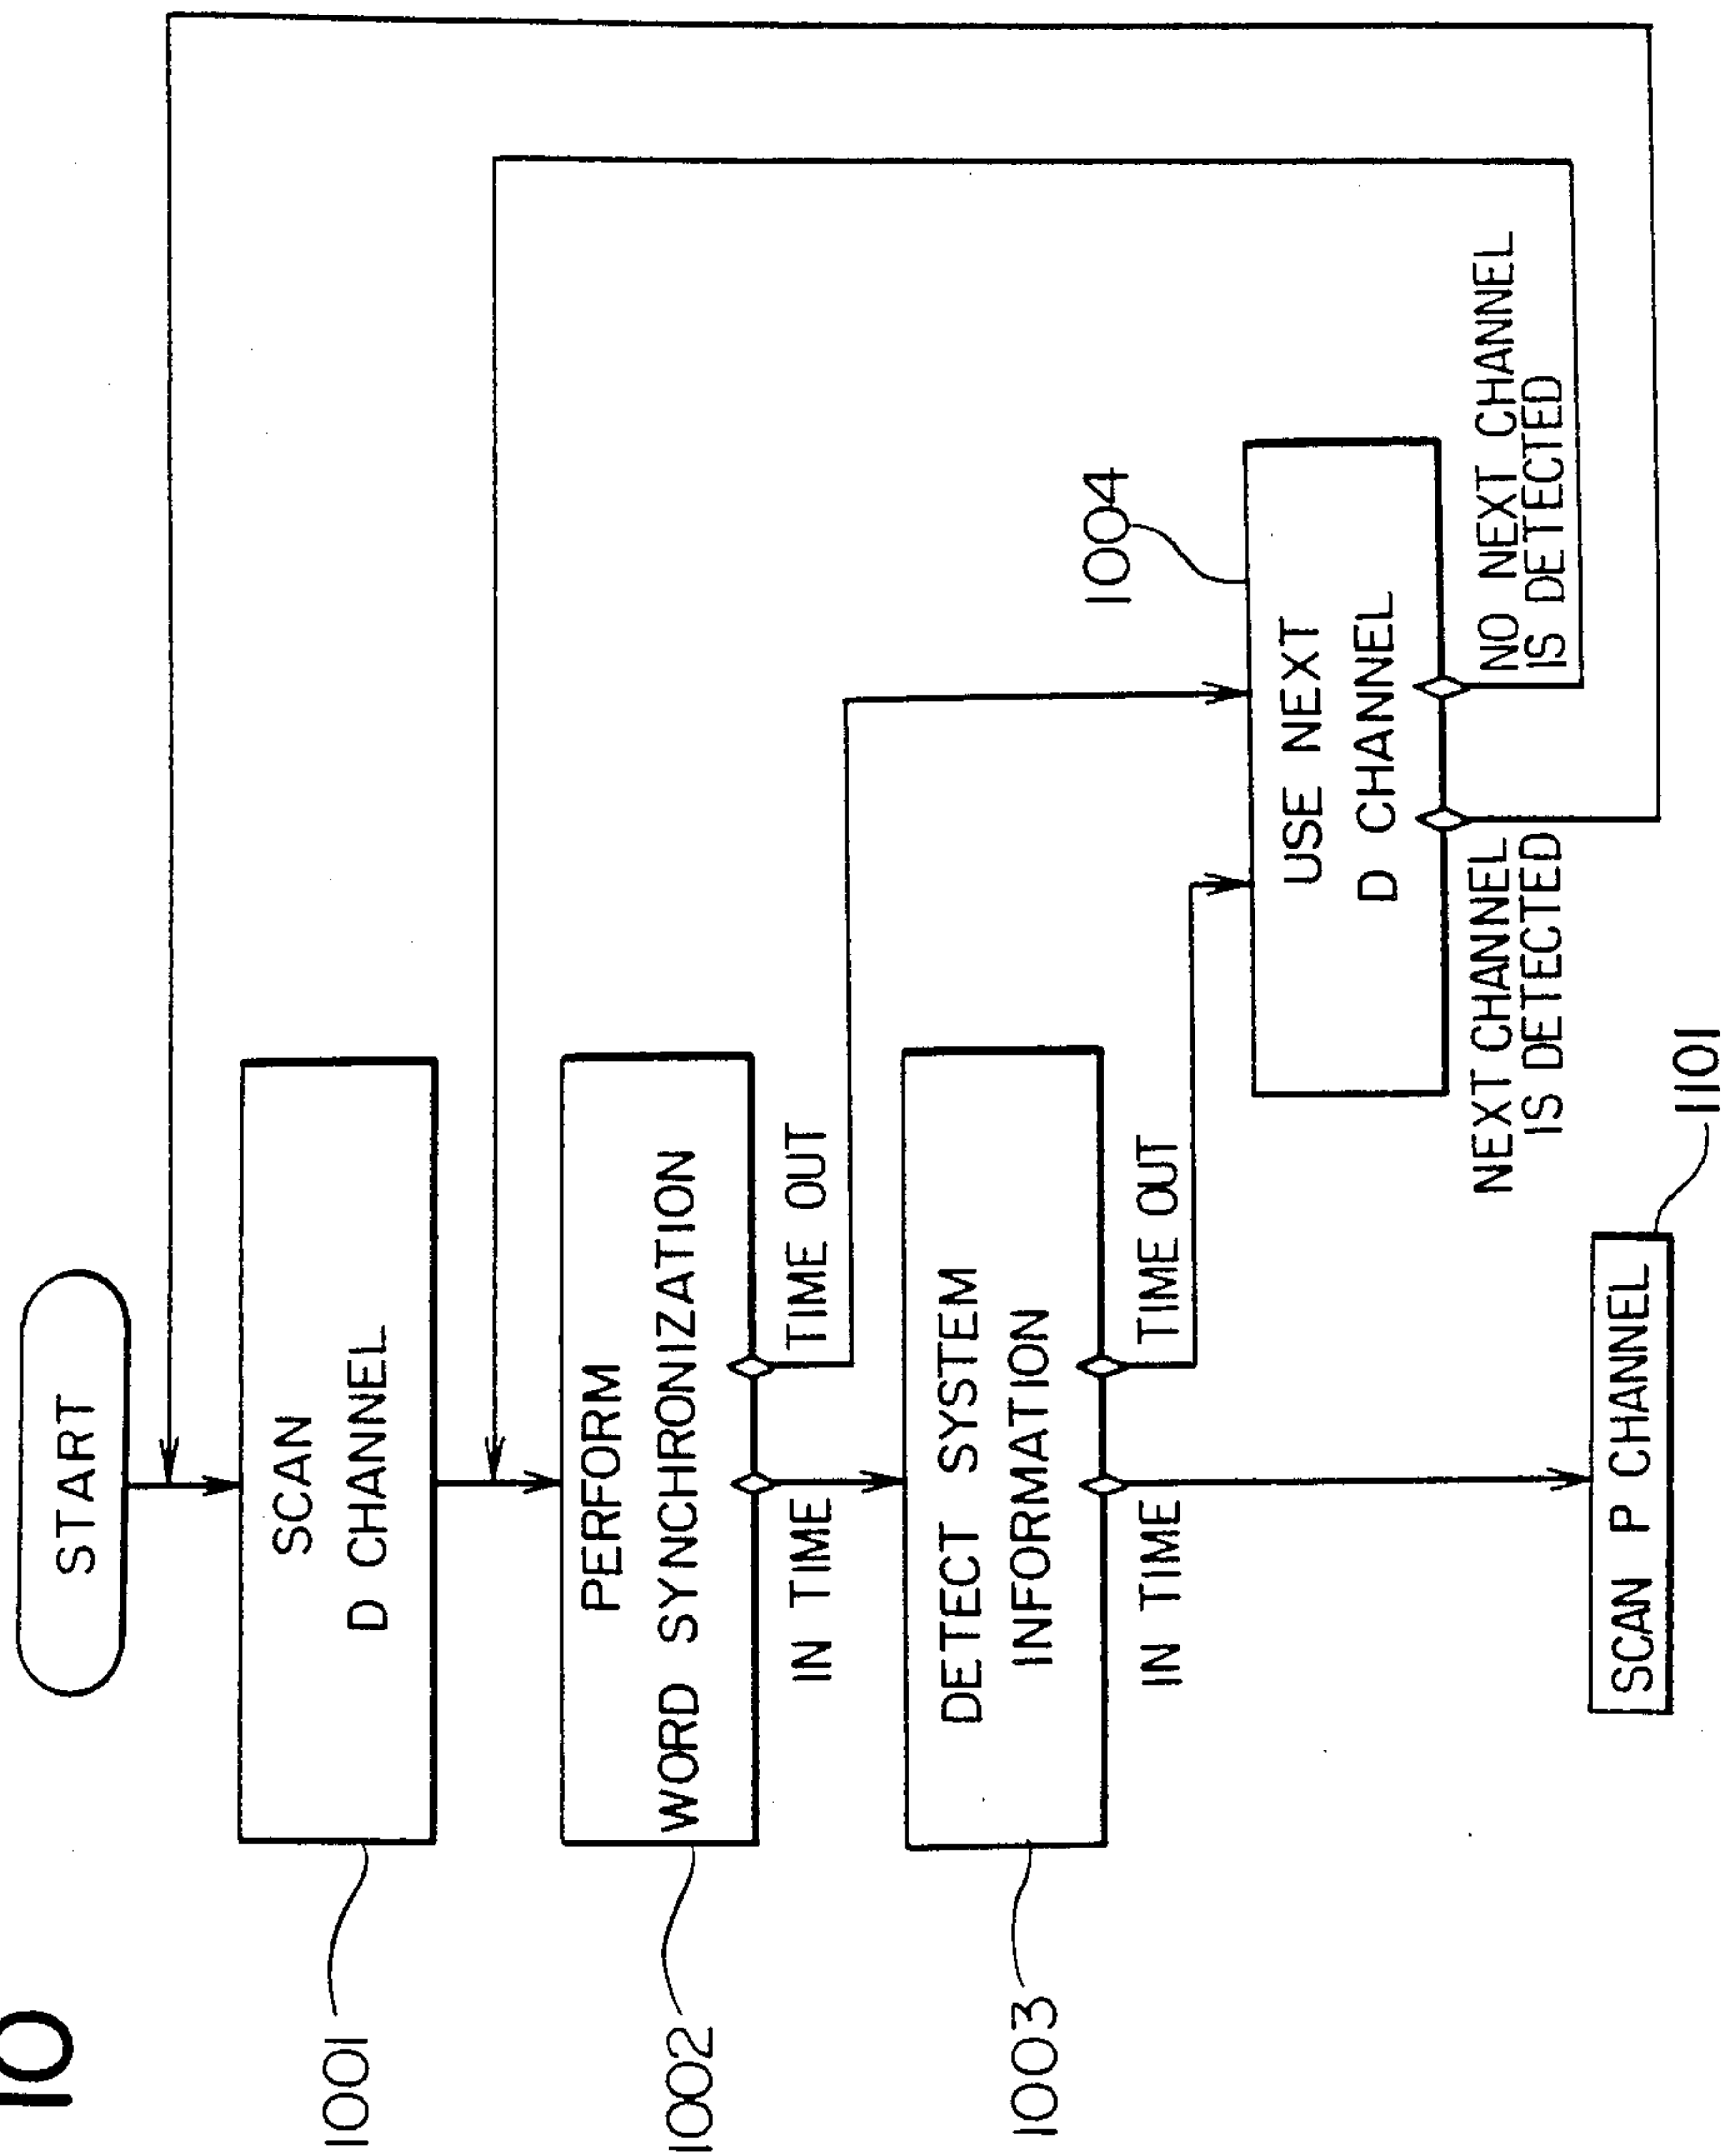 10
START
1001
SCAN
D CHANNEL
1002
PERFORM
WORD SYNCHRONIZATION
IN TIME
TIME OUT
1003
DETECT SYSTEM
INFORMATION
IN TIME
TIME OUT
1004
USE NEXT
D CHANNEL
NEXT CHANNEL
IS DETECTED
NO NEXT CHANNEL
IS DETECTED
SCAN P CHANNEL
1101